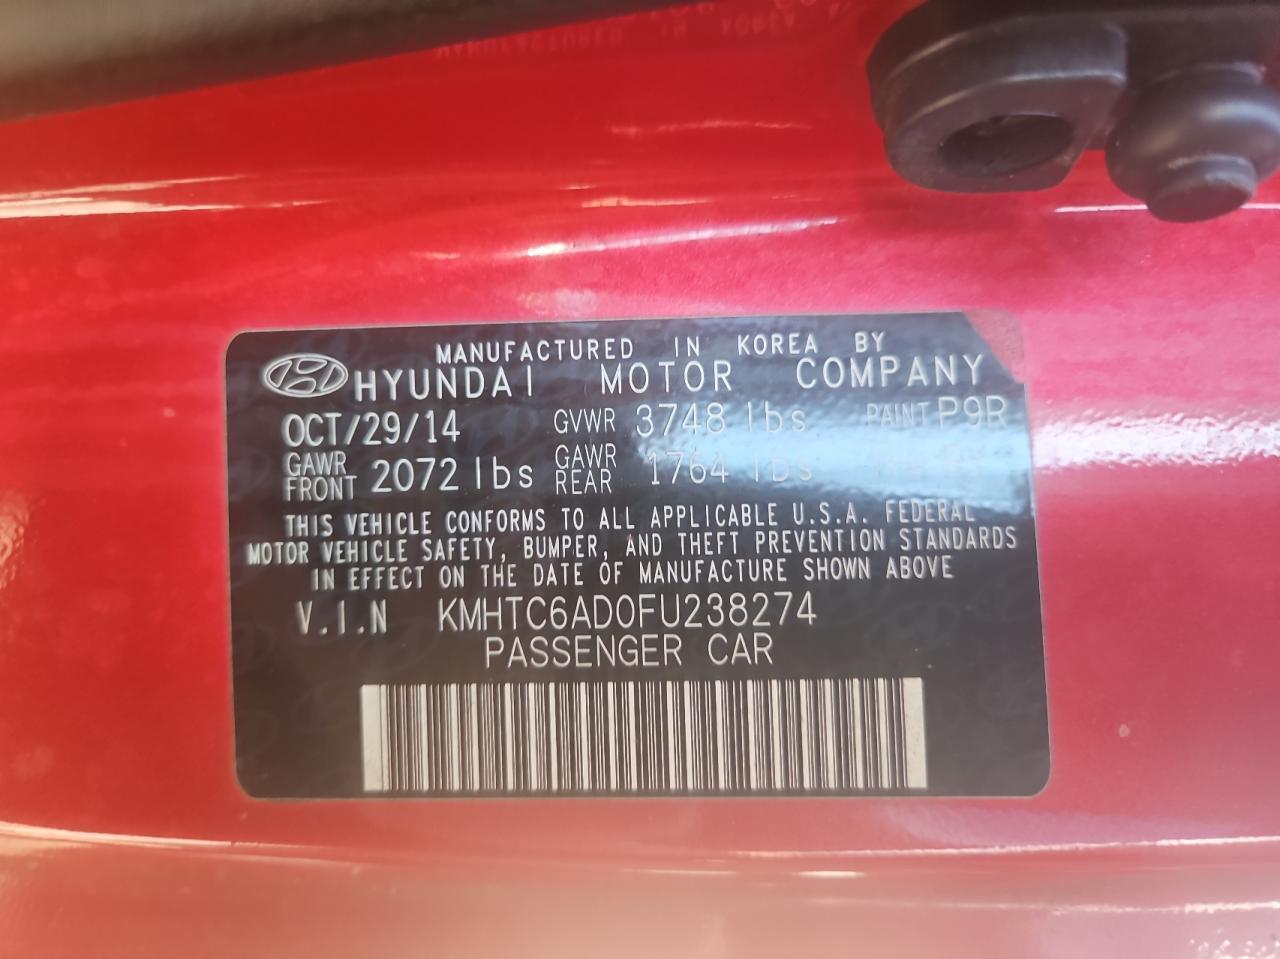 MANUFACTURED IN KOREA BY
HYUNDAI MOTOR COMPANY
OCT/29/14 GVWR 3748 lbs PAINT P9R
GAWR FRONT 2072 lbs GAWR REAR 1764 lbs
THIS VEHICLE CONFORMS TO ALL APPLICABLE U.S.A. FEDERAL
MOTOR VEHICLE SAFETY, BUMPER, AND THEFT PREVENTION STANDARDS
IN EFFECT ON THE DATE OF MANUFACTURE SHOWN ABOVE
V.I.N KMHTC6AD0FU238274
PASSENGER CAR